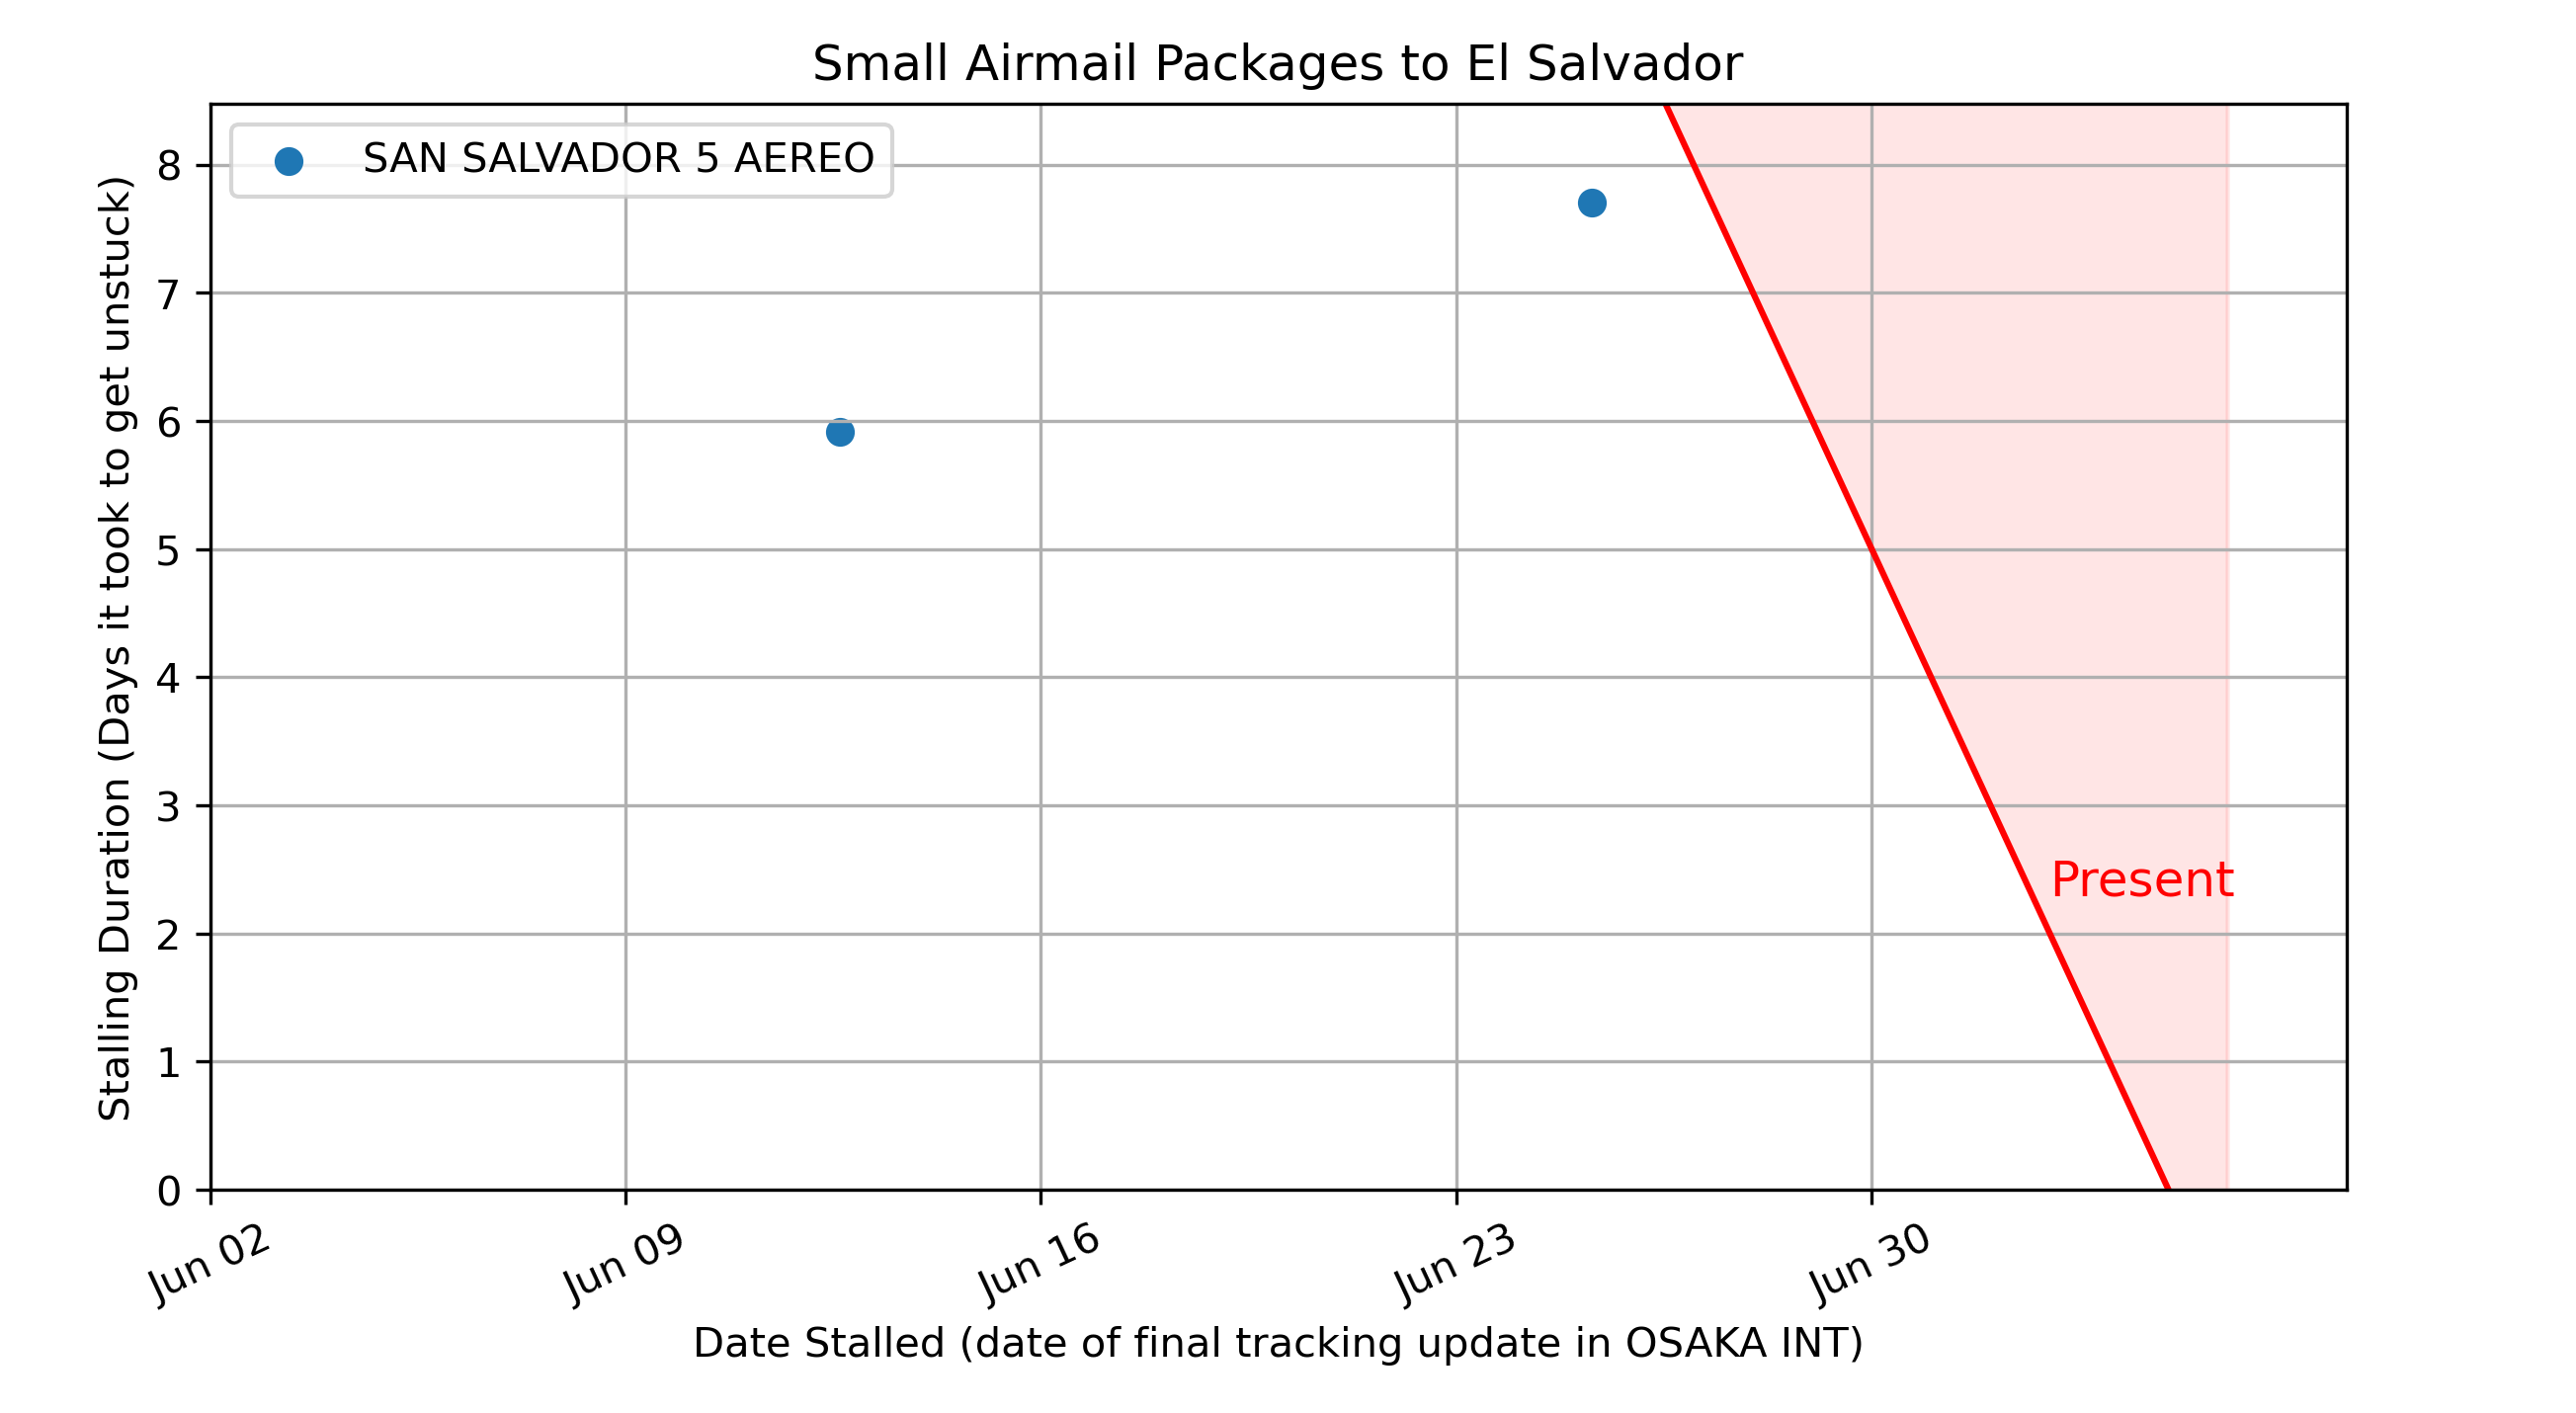 Small Airmail Packages to El Salvador
SAN SALVADOR 5 AEREO
Stalling Duration (Days it took to get unstuck)
8
7
6
5
4
3
2
1
0
Present
Jun 02
Jun 09
Jun 16
Jun 23
Jun 30
Date Stalled (date of final tracking update in OSAKA INT)